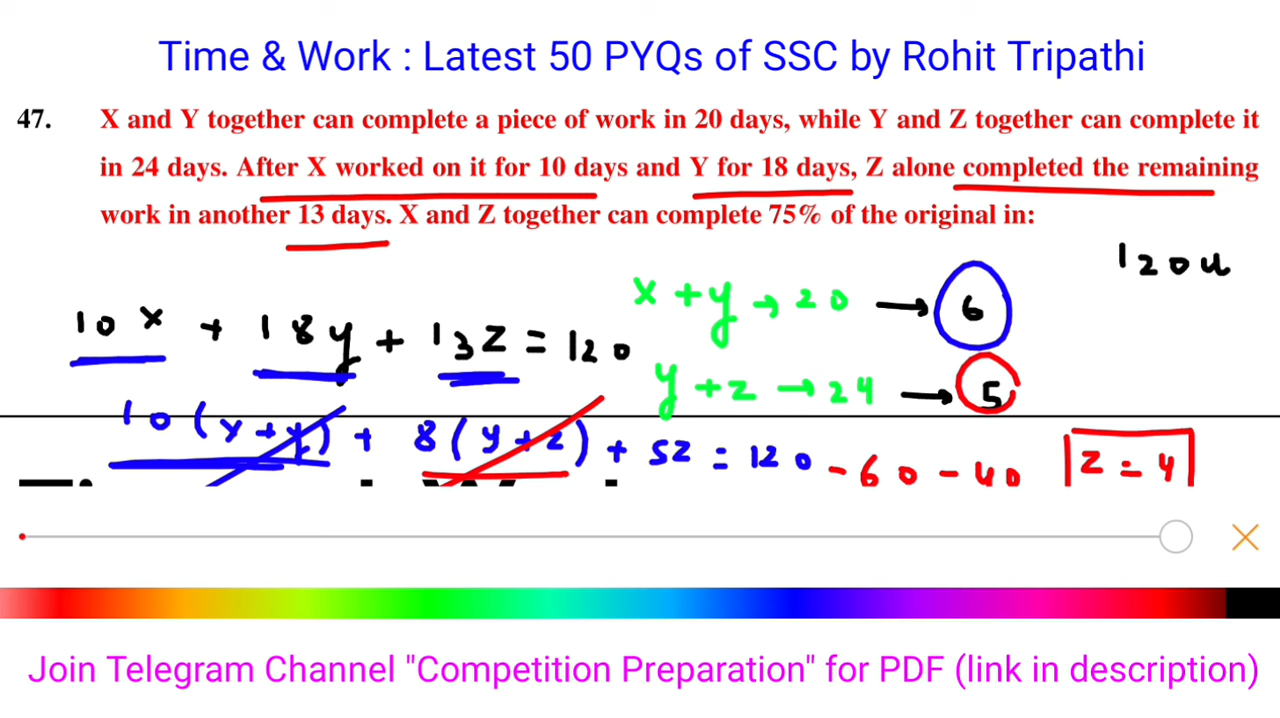 Time & Work : Latest 50 PYQs of SSC by Rohit Tripathi
47. X and Y together can complete a piece of work in 20 days, while Y and Z together can complete it
in 24 days. After X worked on it for 10 days and Y for 18 days, Z alone completed the remaining
work in another 13 days. X and Z together can complete 75% of the original in:
120u
x + y → 20 → 6
10x + 18y + 13z = 120
y + z → 24 → 5
10(x + y) + 8(y + z) + 5z = 120 - 60 - 40 z = 4
Join Telegram Channel "Competition Preparation" for PDF (link in description)